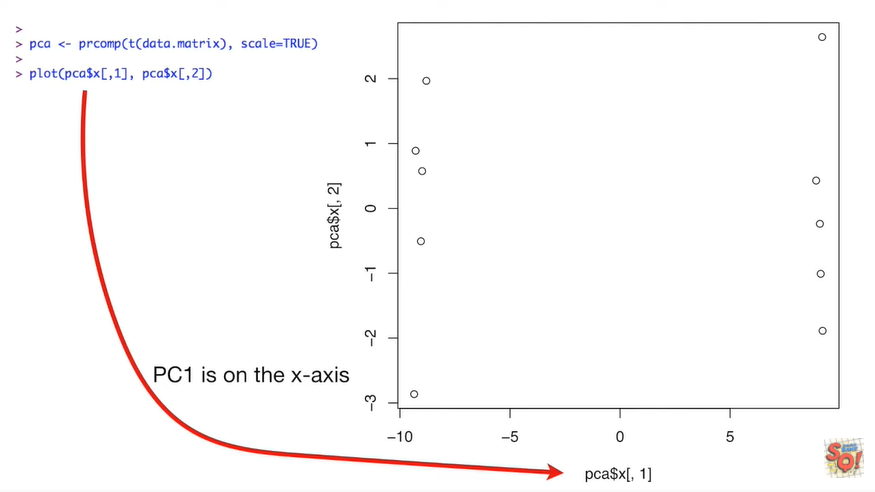 >
> pca <- prcomp(t(data.matrix), scale=TRUE)
>
> plot(pca$x[,1], pca$x[,2])
PC1 is on the x-axis
pca$x[, 2]
2
1
0
−1
−2
−3
−10
−5
0
5
pca$x[, 1]
SQ!